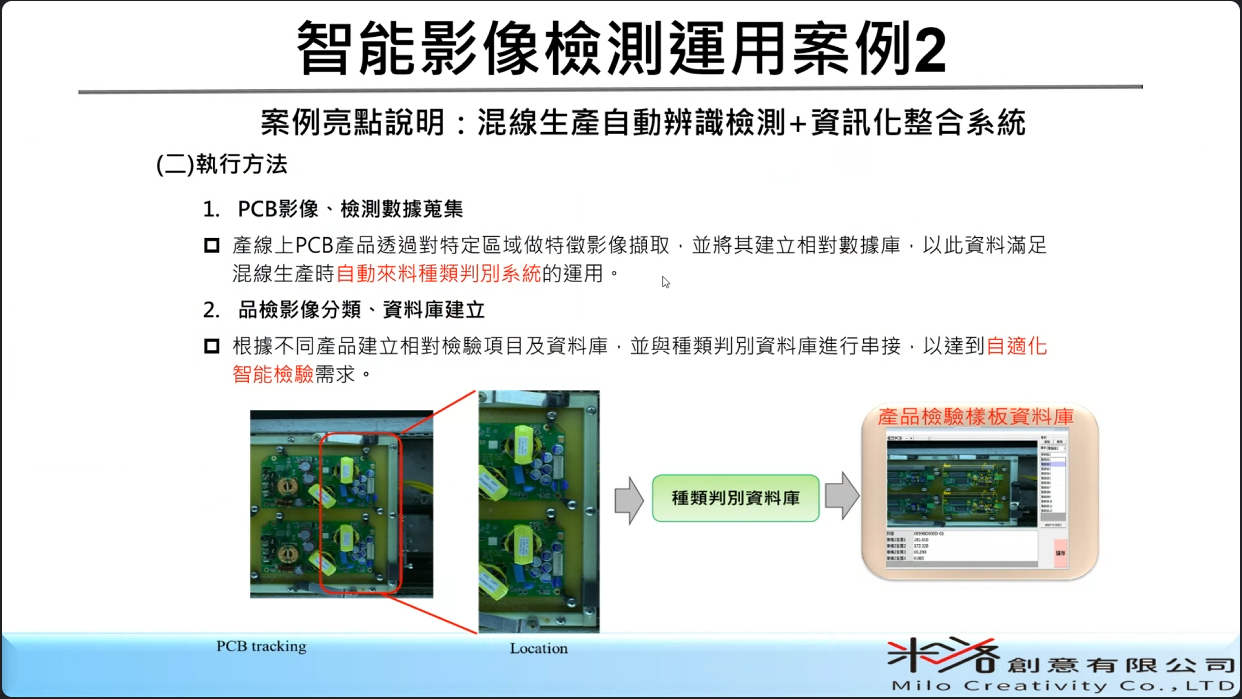 智能影像檢測運用案例2
案例亮點說明：混線生產自動辨識檢測+資訊化整合系統
(二)執行方法
1. PCB影像、檢測數據蒐集
產線上PCB產品透過對特定區域做特徵影像擷取，並將其建立相對數據庫，以此資料滿足
混線生產時自動來料種類判別系統的運用。
2. 品檢影像分類、資料庫建立
根據不同產品建立相對檢驗項目及資料庫，並與種類判別資料庫進行串接，以達到自適化
智能檢驗需求。
種類判別資料庫
產品檢驗樣板資料庫
儲存
PCB tracking
Location
米洛創意有限公司
Milo Creativity Co.,LTD